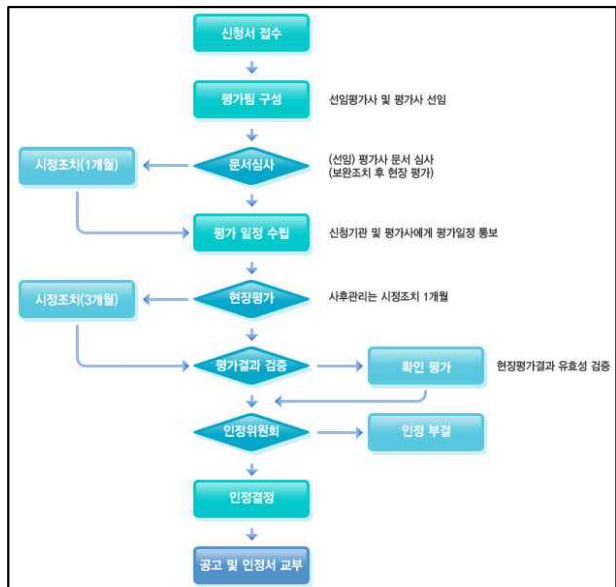 신청서 접수
평가팀 구성
선임평가사 및 평가사 선임
시정조치(1개월)
문서심사
(선임) 평가사 문서 심사
(보완조치 후 현장 평가)
평가 일정 수립
신청기관 및 평가사에게 평가일정 통보
시정조치(3개월)
현장평가
사후관리는 시정조치 1개월
평가결과 검증
확인 평가
현장평가결과 유효성 검증
인정위원회
인정 부결
인정결정
공고 및 인정서 교부